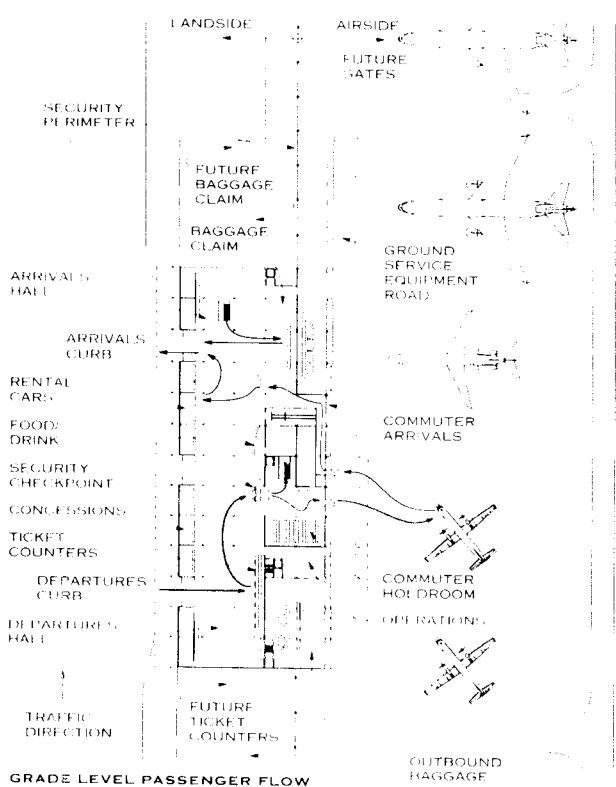 LANDSIDE
AIRSIDE
FUTURE
GATES
SECURITY
PERIMETER
FUTURE
BAGGAGE
CLAIM
BAGGAGE
CLAIM
GROUND
SERVICE
EQUIPMENT
ROAD
ARRIVALS
HALL
ARRIVALS
CURB
RENTAL
CARS
COMMUTER
ARRIVALS
FOOD/
DRINK
SECURITY
CHECKPOINT
CONCESSIONS
TICKET
COUNTERS
DEPARTURES
CURB
COMMUTER
HOLDROOM
DEPARTURES
HALL
OPERATIONS
FUTURE
TICKET
COUNTERS
TRAFFIC
DIRECTION
OUTBOUND
BAGGAGE
GRADE LEVEL PASSENGER FLOW